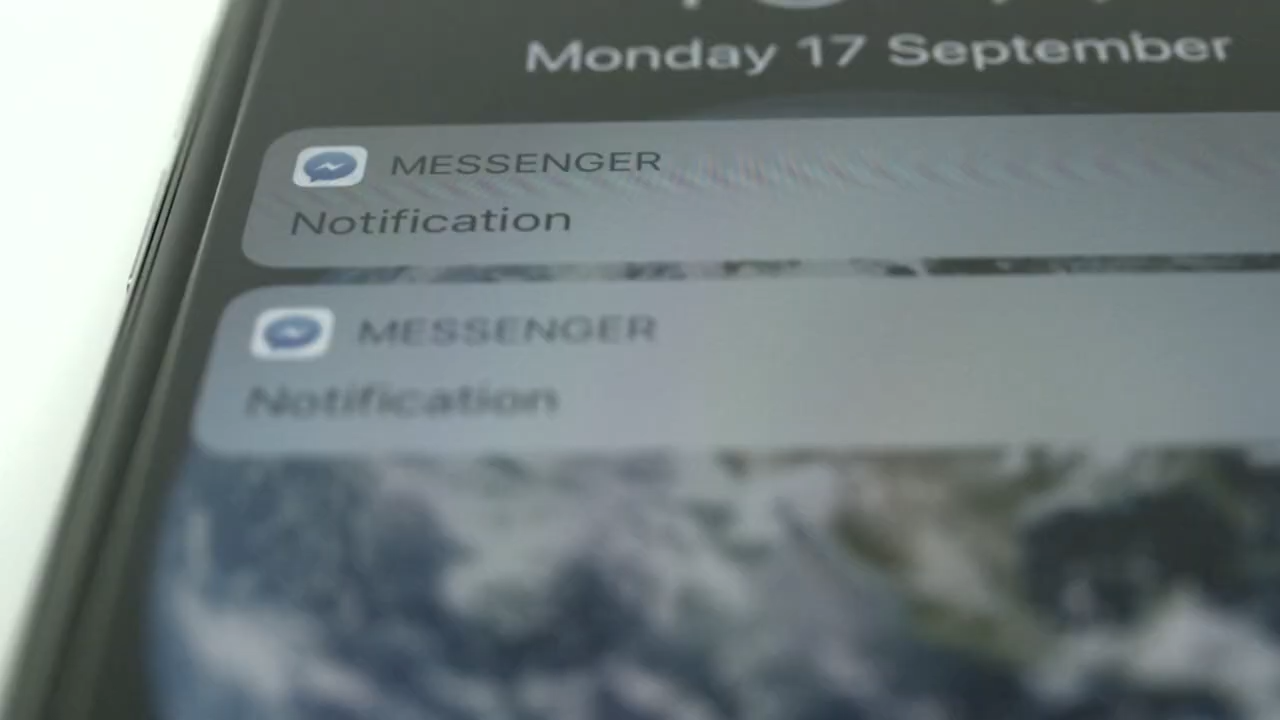 Monday 17 September
MESSENGER
Notification
MESSENGER
Notification